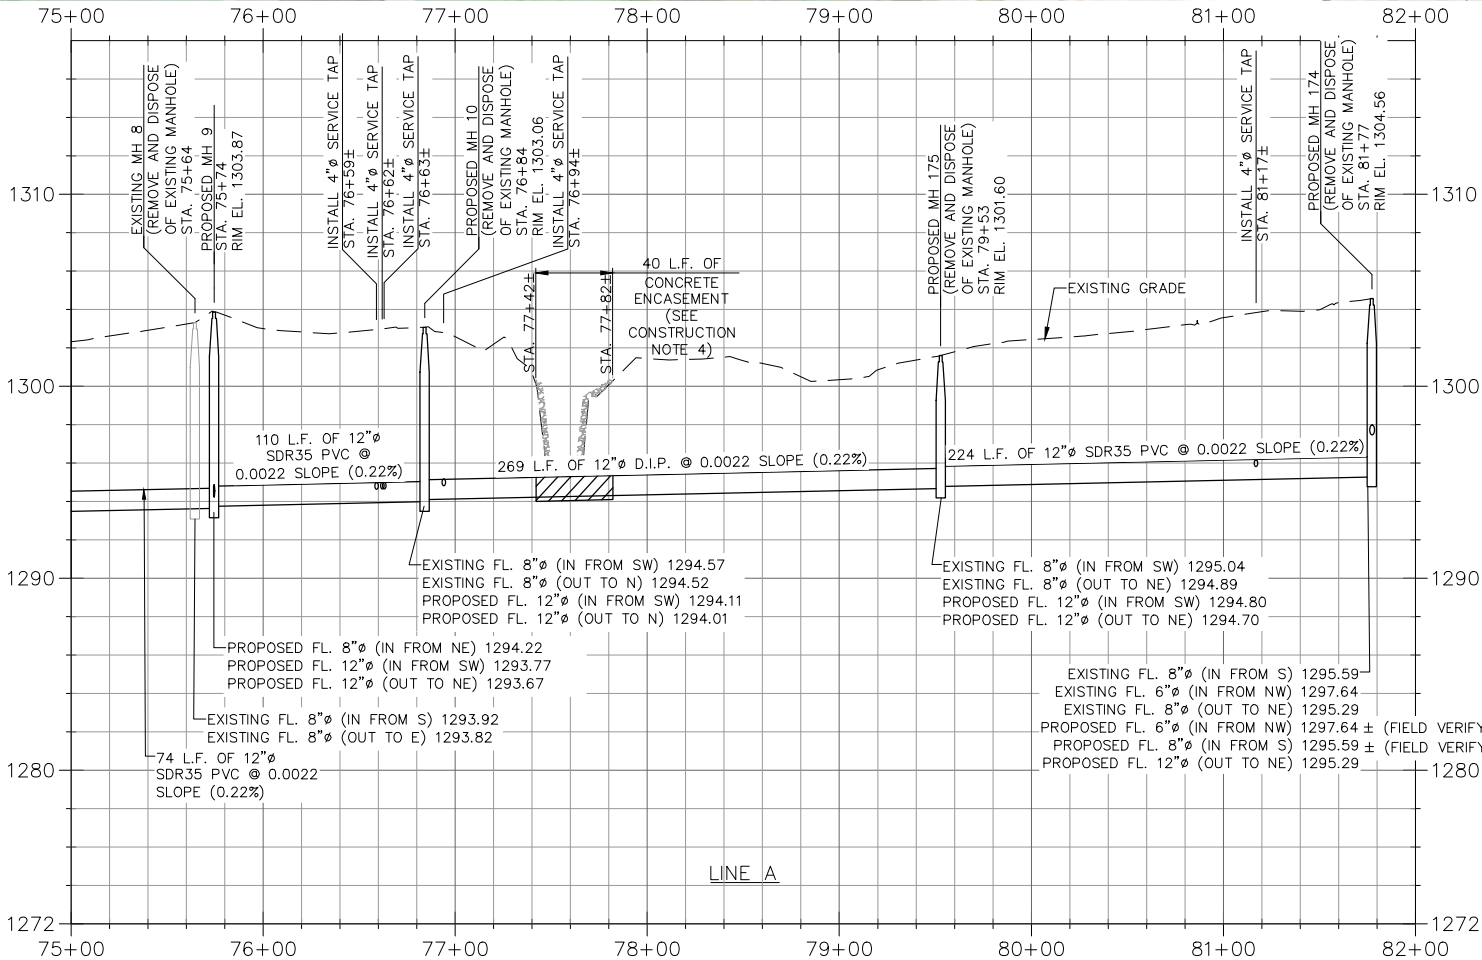 75+00 76+00 77+00 78+00 79+00 80+00 81+00 82+00
EXISTING MH 8
(REMOVE AND DISPOSE
OF EXISTING MANHOLE)
STA. 75+64
PROPOSED MH 9
STA. 75+74
RIM EL. 1303.87
INSTALL 4"ø SERVICE TAP
STA. 76+59±
INSTALL 4"ø SERVICE TAP
STA. 76+62±
INSTALL 4"ø SERVICE TAP
STA. 76+63±
PROPOSED MH 10
(REMOVE AND DISPOSE
OF EXISTING MANHOLE)
STA. 76+84
RIM EL. 1303.06
INSTALL 4"ø SERVICE TAP
STA. 76+94±
STA. 77+42±
STA. 77+82±
40 L.F. OF
CONCRETE
ENCASEMENT
(SEE
CONSTRUCTION
NOTE 4)
PROPOSED MH 175
(REMOVE AND DISPOSE
OF EXISTING MANHOLE)
STA. 79+53
RIM EL. 1301.60
EXISTING GRADE
INSTALL 4"ø SERVICE TAP
STA. 81+17±
PROPOSED MH 174
(REMOVE AND DISPOSE
OF EXISTING MANHOLE)
STA. 81+77
RIM EL. 1304.56
1310 1310
1300 1300
110 L.F. OF 12"ø
SDR35 PVC @
0.0022 SLOPE (0.22%)
269 L.F. OF 12"ø D.I.P. @ 0.0022 SLOPE (0.22%)
224 L.F. OF 12"ø SDR35 PVC @ 0.0022 SLOPE (0.22%)
EXISTING FL. 8"ø (IN FROM SW) 1294.57
EXISTING FL. 8"ø (OUT TO N) 1294.52
PROPOSED FL. 12"ø (IN FROM SW) 1294.11
PROPOSED FL. 12"ø (OUT TO N) 1294.01
EXISTING FL. 8"ø (IN FROM SW) 1295.04
EXISTING FL. 8"ø (OUT TO NE) 1294.89
PROPOSED FL. 12"ø (IN FROM SW) 1294.80
PROPOSED FL. 12"ø (OUT TO NE) 1294.70
1290 1290
PROPOSED FL. 8"ø (IN FROM NE) 1294.22
PROPOSED FL. 12"ø (IN FROM SW) 1293.77
PROPOSED FL. 12"ø (OUT TO NE) 1293.67
EXISTING FL. 8"ø (IN FROM S) 1293.92
EXISTING FL. 8"ø (OUT TO E) 1293.82
EXISTING FL. 8"ø (IN FROM S) 1295.59
EXISTING FL. 6"ø (IN FROM NW) 1297.64
EXISTING FL. 8"ø (OUT TO NE) 1295.29
PROPOSED FL. 6"ø (IN FROM NW) 1297.64 ± (FIELD VERIFY
PROPOSED FL. 8"ø (IN FROM S) 1295.59 ± (FIELD VERIFY
PROPOSED FL. 12"ø (OUT TO NE) 1295.29
74 L.F. OF 12"ø
SDR35 PVC @ 0.0022
SLOPE (0.22%)
1280 1280
LINE A
1272 1272
75+00 76+00 77+00 78+00 79+00 80+00 81+00 82+00